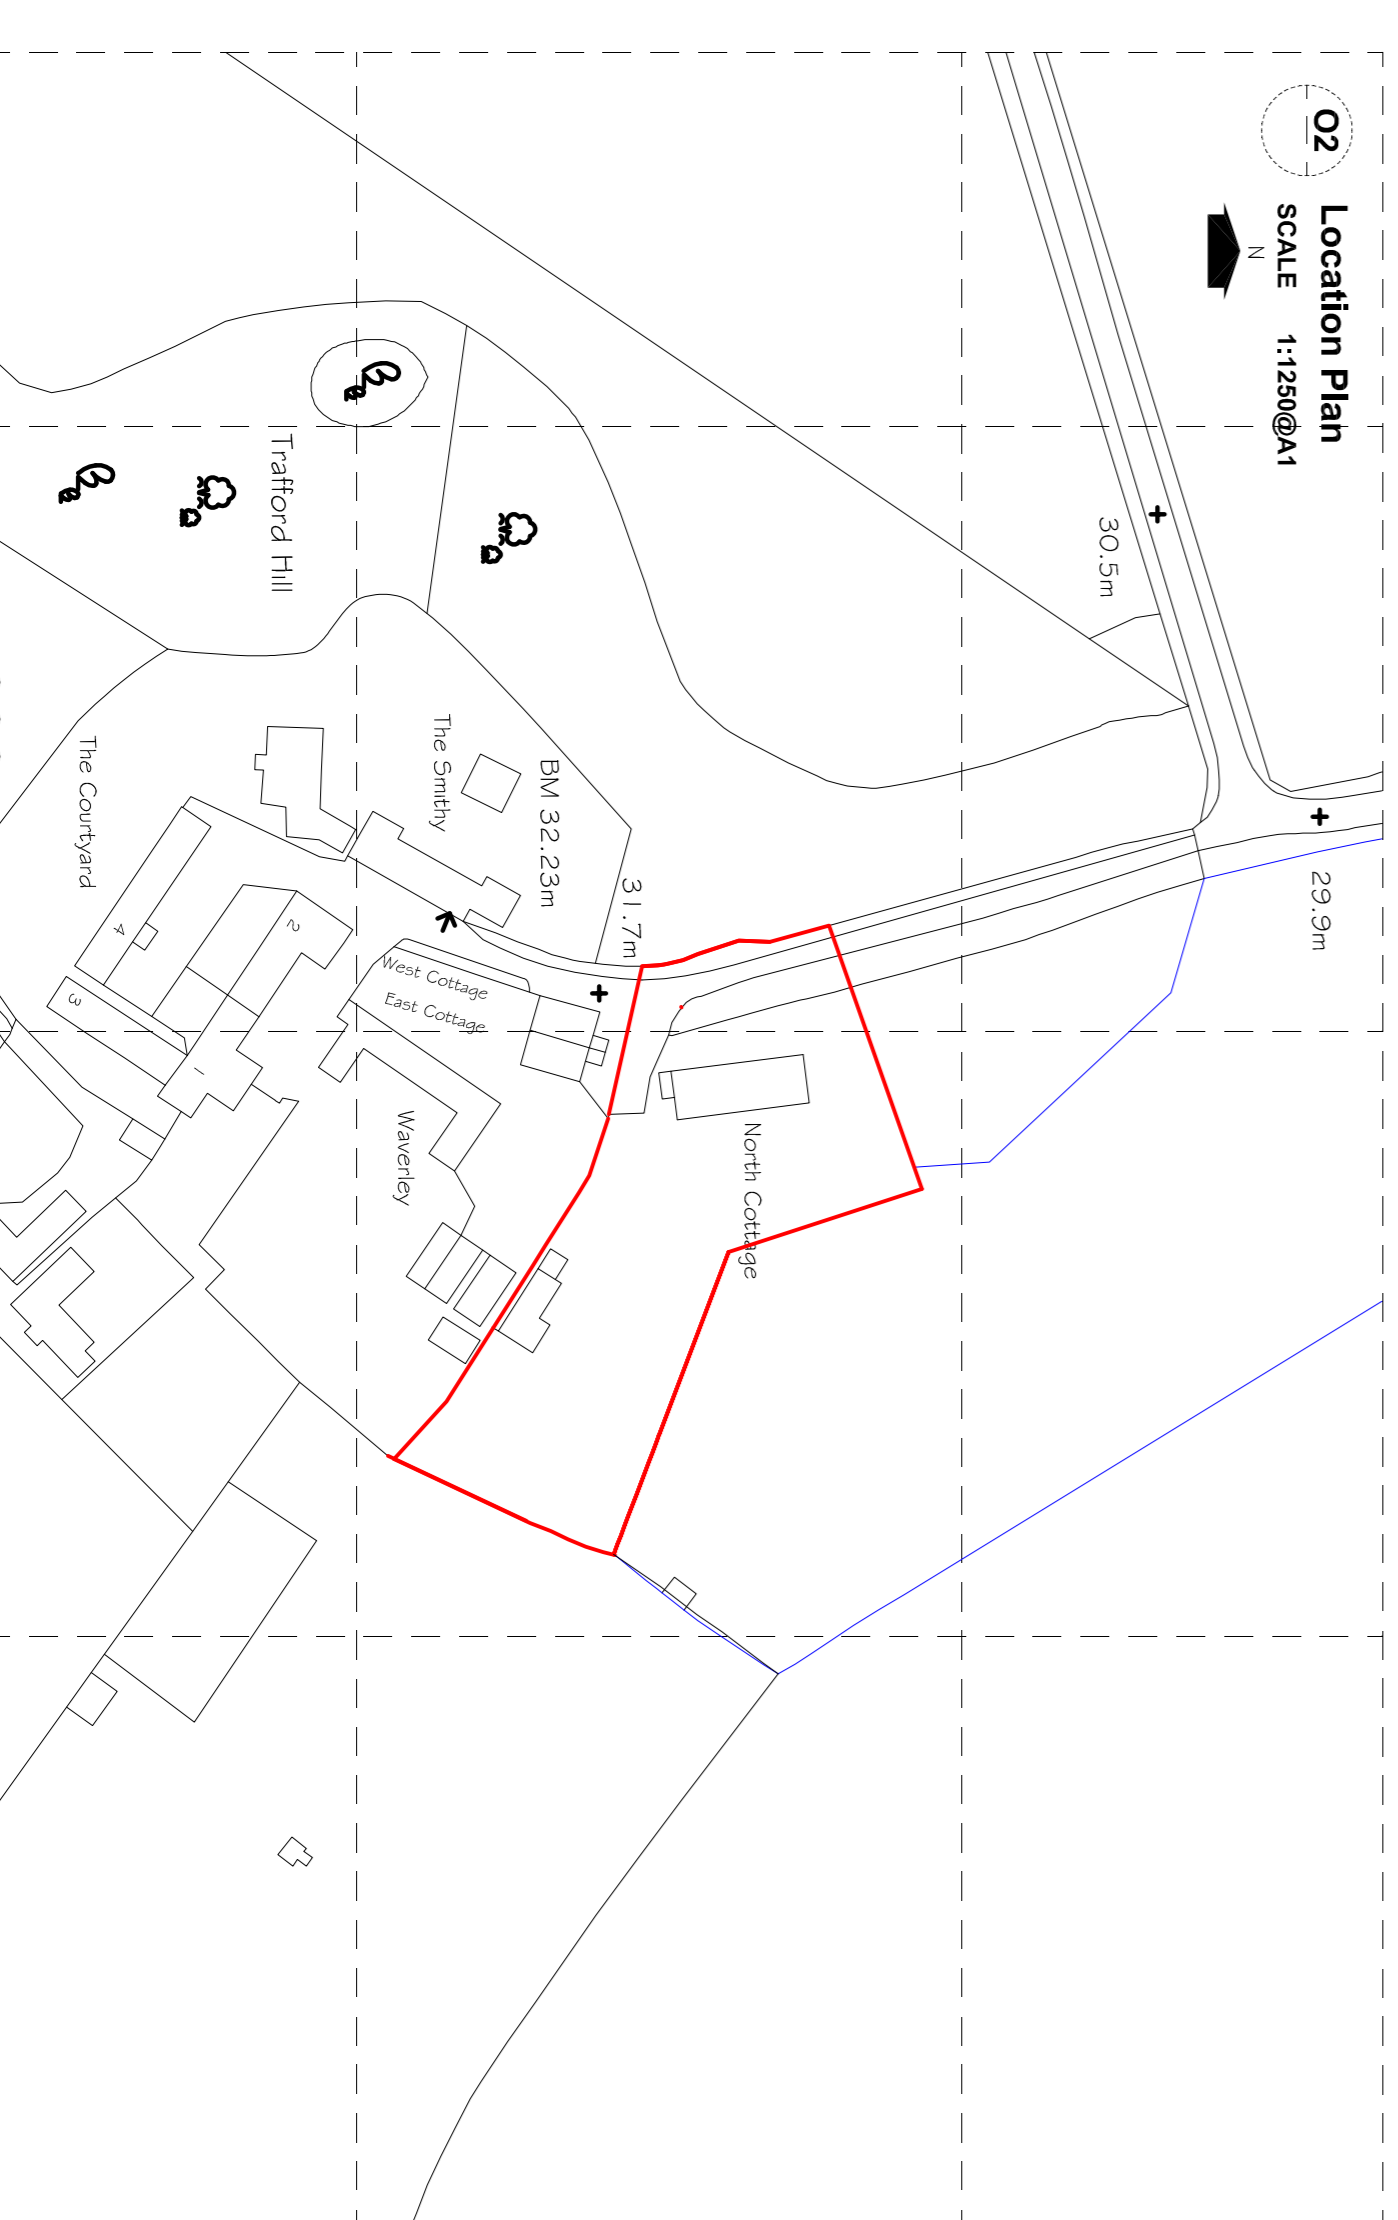 O2
Location Plan
SCALE 1:1250@A1
N
30.5m
29.9m
Trafford Hill
The Smithy
BM 32.23m
31.7m
The Courtyard
West Cottage
East Cottage
North Cottage
Waverley
4
2
3
1